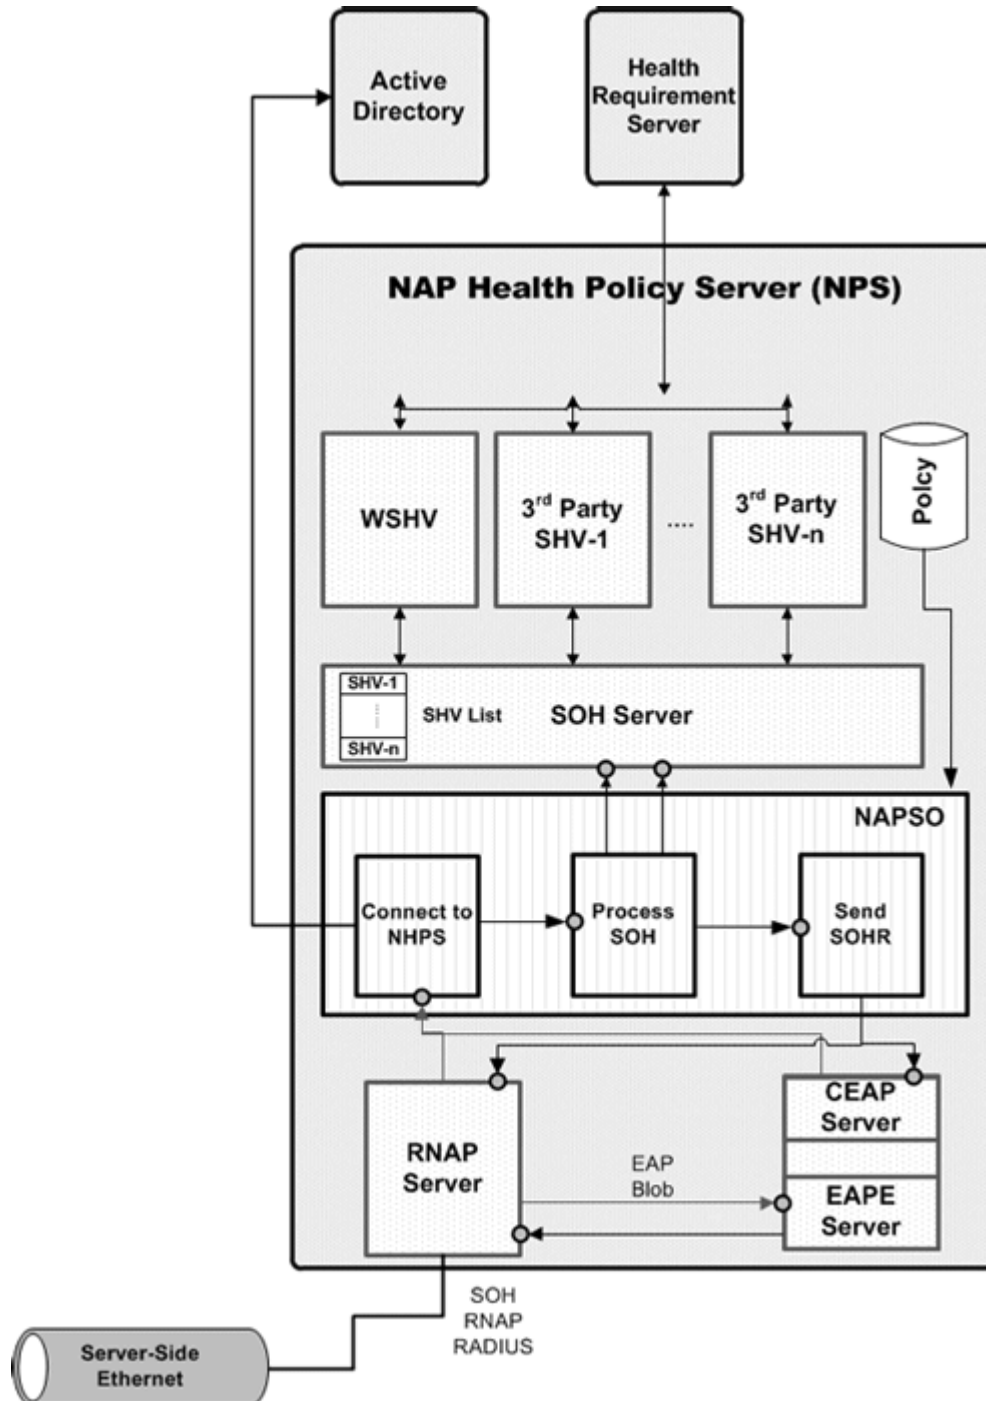 Active
Directory
Health
Requirement
Server
NAP Health Policy Server (NPS)
WSHV
3rd Party
SHV-1
....
3rd Party
SHV-n
Polcy
SHV-1
SHV-n
SHV List
SOH Server
NAPSO
Connect to
NHPS
Process
SOH
Send
SOHR
RNAP
Server
EAP
Blob
CEAP
Server
EAPE
Server
SOH
RNAP
RADIUS
Server-Side
Ethernet